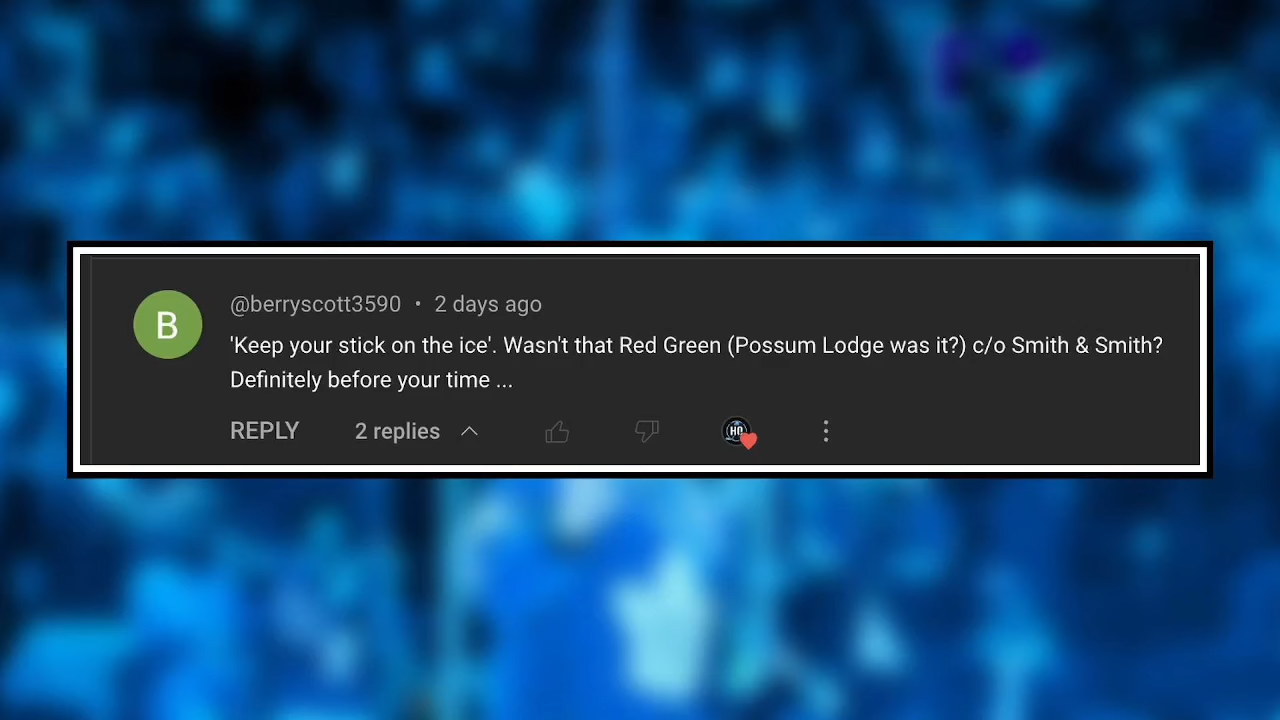 B
@berryscott3590 • 2 days ago
'Keep your stick on the ice'. Wasn't that Red Green (Possum Lodge was it?) c/o Smith & Smith?
Definitely before your time ...
REPLY 2 replies HQ